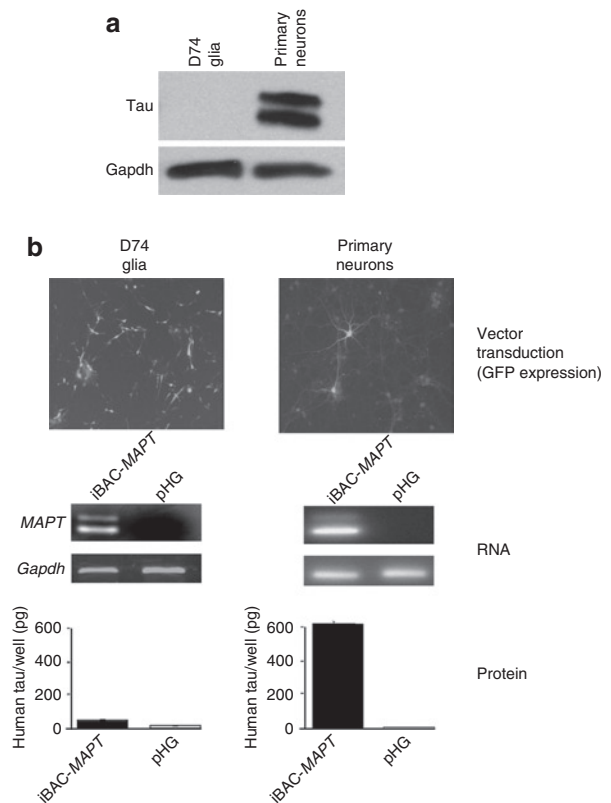 a
D74
glia
Primary
neurons
Tau
Gapdh
b
D74
glia
Primary
neurons
Vector
transduction
(GFP expression)
iBAC-MAPT
pHG
iBAC-MAPT
pHG
MAPT
Gapdh
RNA
Human tau/well (pg)
600
400
200
0
iBAC-MAPT
pHG
Human tau/well (pg)
600
400
200
0
iBAC-MAPT
pHG
Protein